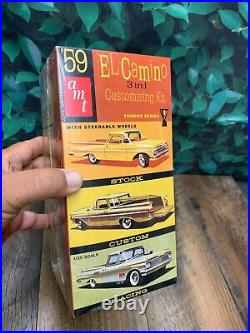 '59
EL CAMINO
amt
3 in 1
Customizing Kit
TROPHY SERIES
WITH STEERABLE WHEELS
STOCK
CUSTOM
1/25 SCALE
RACING